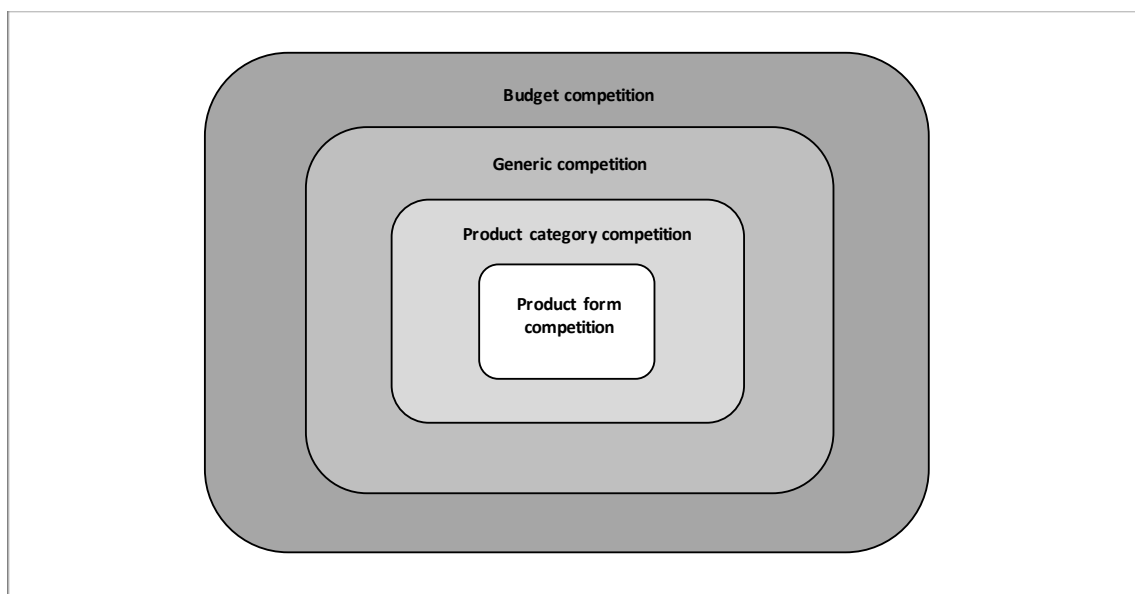 Budget competition
Generic competition
Product category competition
Product form
competition